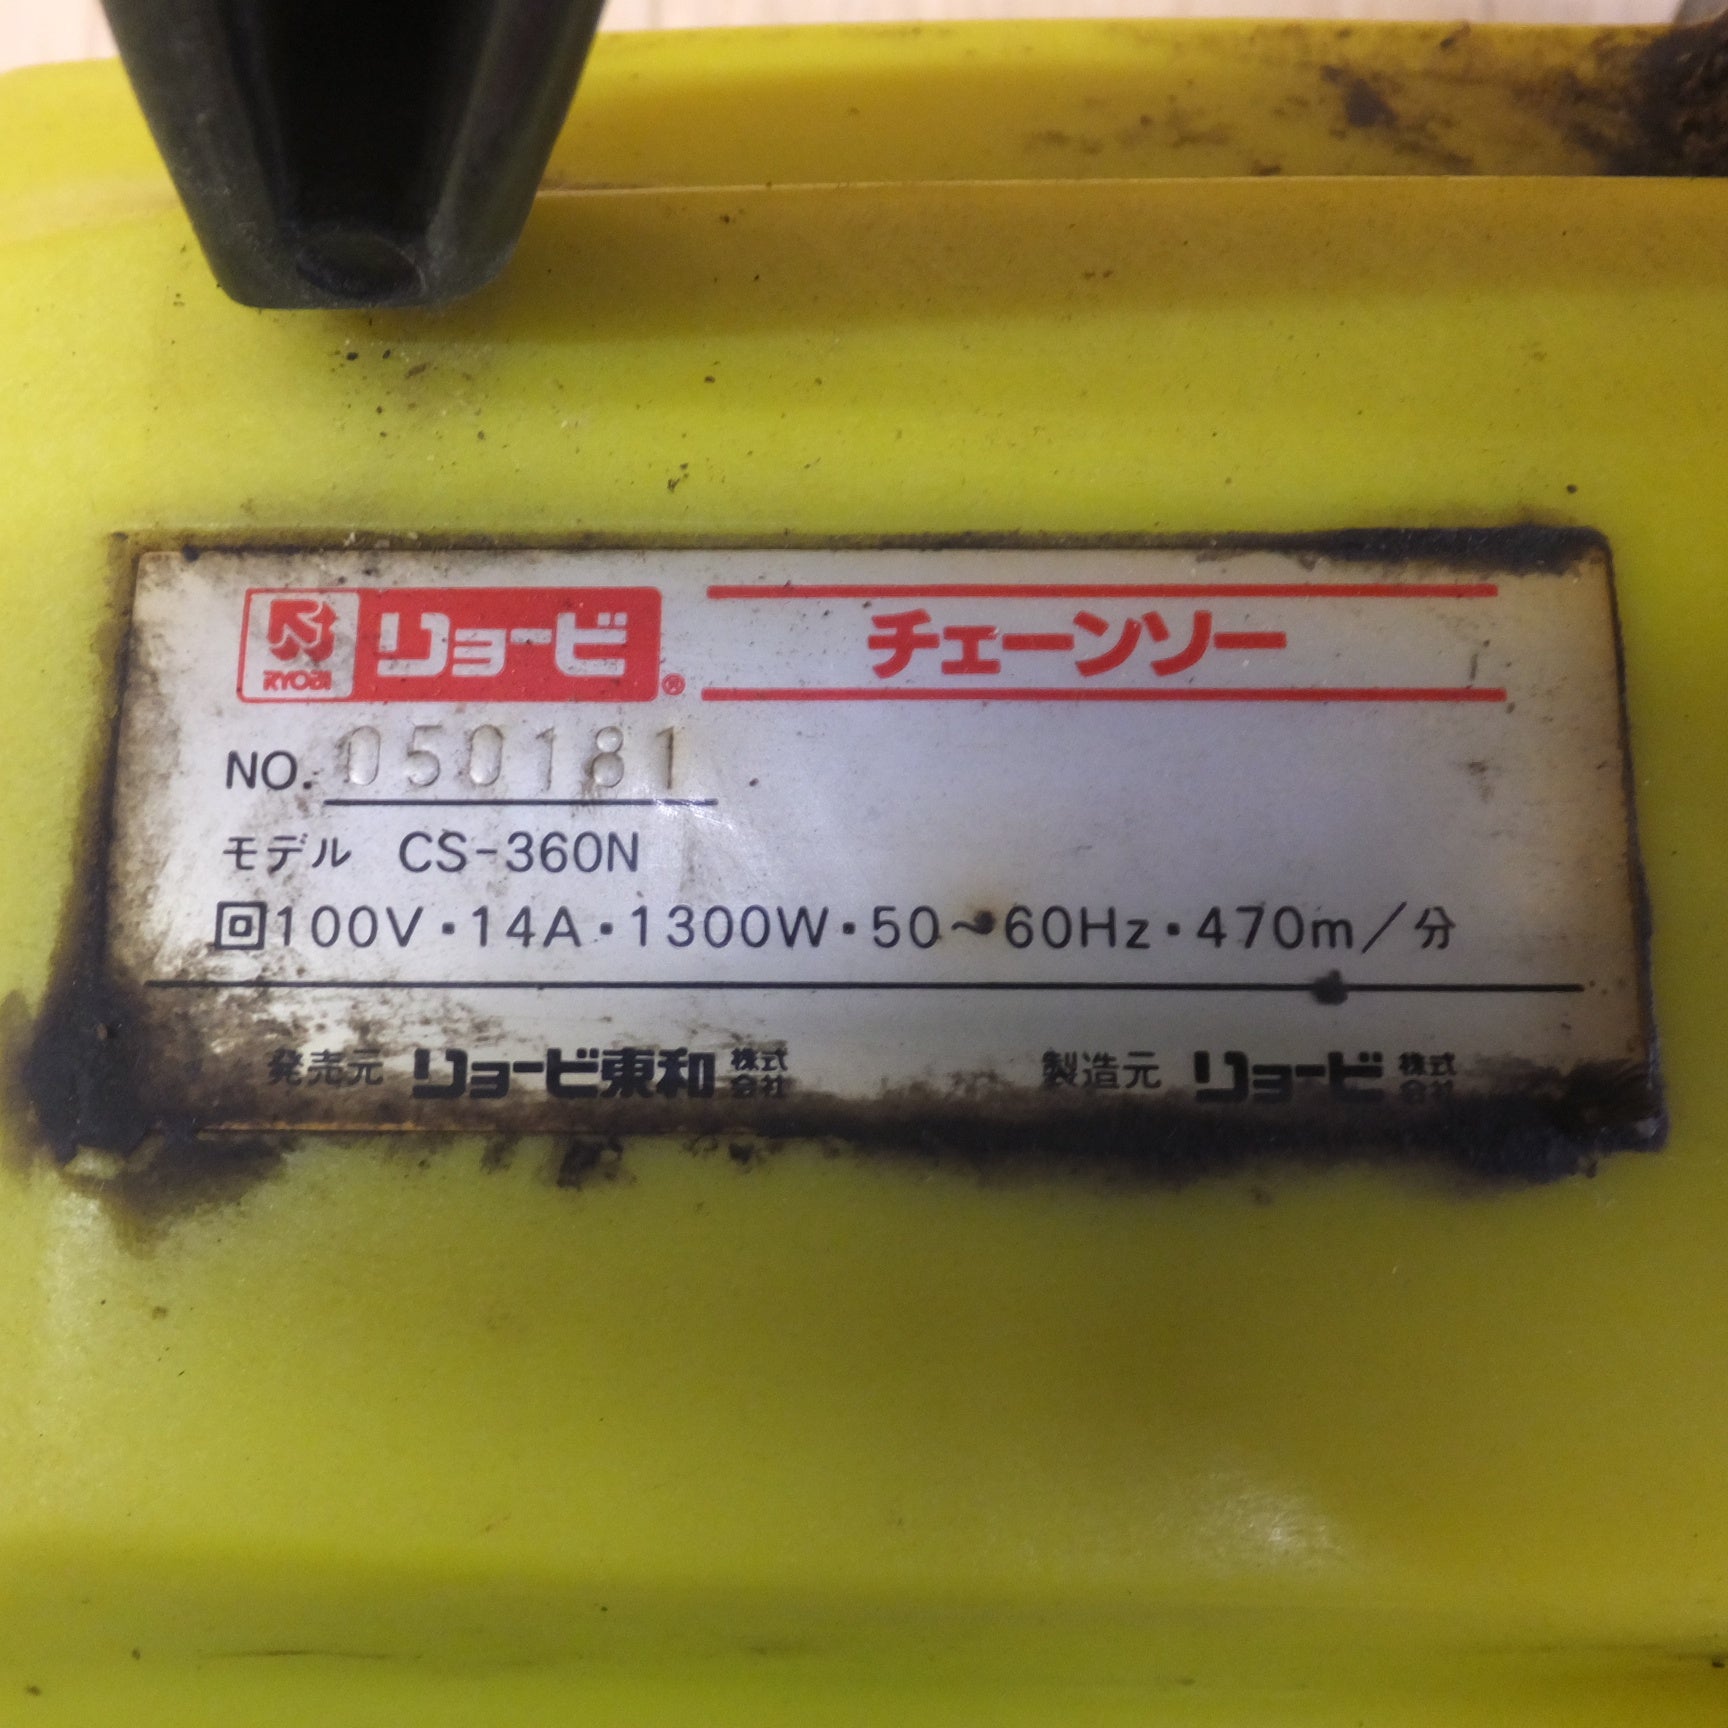 RYOBI リョービ® チェーンソー
NO. 050181
モデル CS-360N
回100V・14A・1300W・50~60Hz・470m/分
発売元 リョービ東和株式会社 製造元 リョービ株式会社